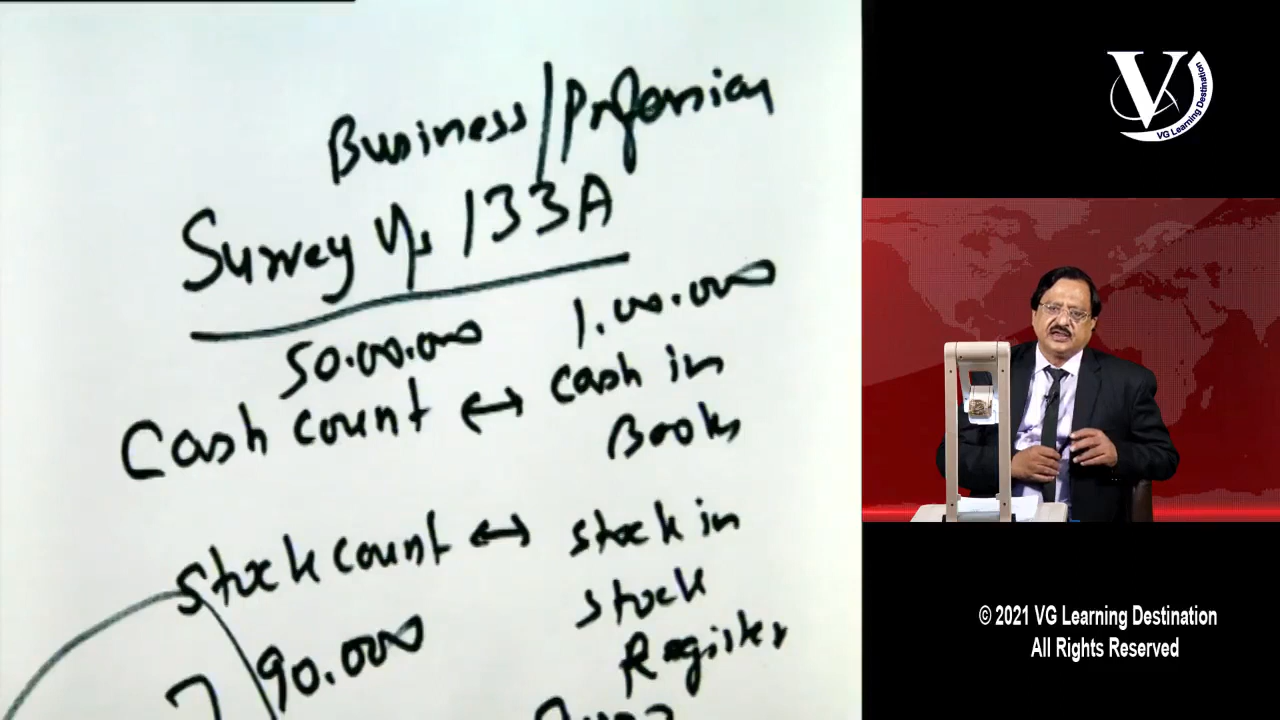 Business/Profession
Survey u/s 133A
50.00.000 1.00.000
Cash count ↔ cash in
Books
Stock count ↔ stock in
stock
Register
90.000
V
VG Learning Destination
© 2021 VG Learning Destination
All Rights Reserved